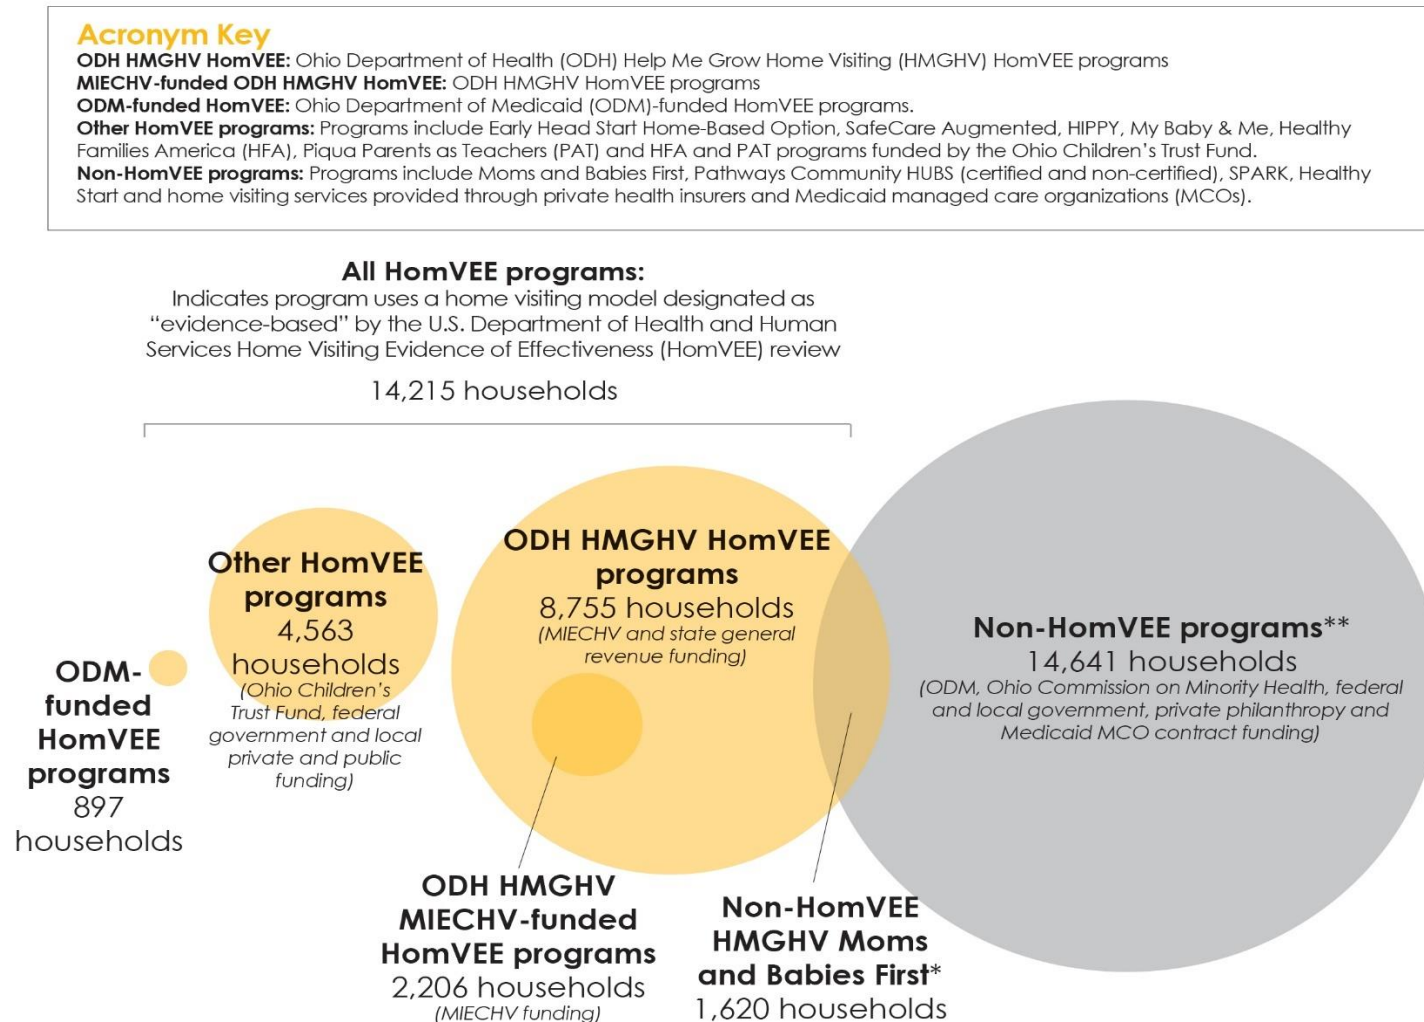 Acronym Key
ODH HMGHV HomVEE: Ohio Department of Health (ODH) Help Me Grow Home Visiting (HMGHV) HomVEE programs
MIECHV-funded ODH HMGHV HomVEE: ODH HMGHV HomVEE programs
ODM-funded HomVEE: Ohio Department of Medicaid (ODM)-funded HomVEE programs.
Other HomVEE programs: Programs include Early Head Start Home-Based Option, SafeCare Augmented, HIPPY, My Baby & Me, Healthy
Families America (HFA), Piqua Parents as Teachers (PAT) and HFA and PAT programs funded by the Ohio Children's Trust Fund.
Non-HomVEE programs: Programs include Moms and Babies First, Pathways Community HUBS (certified and non-certified), SPARK, Healthy
Start and home visiting services provided through private health insurers and Medicaid managed care organizations (MCOs).
All HomVEE programs:
Indicates program uses a home visiting model designated as
"evidence-based" by the U.S. Department of Health and Human
Services Home Visiting Evidence of Effectiveness (HomVEE) review
14,215 households
ODM-
funded
HomVEE
programs
897
households
Other HomVEE
programs
4,563
households
(Ohio Children's
Trust Fund, federal
government and local
private and public
funding)
ODH HMGHV HomVEE
programs
8,755 households
(MIECHV and state general
revenue funding)
Non-HomVEE programs**
14,641 households
(ODM, Ohio Commission on Minority Health, federal
and local government, private philanthropy and
Medicaid MCO contract funding)
ODH HMGHV
MIECHV-funded
HomVEE programs
2,206 households
(MIECHV funding)
Non-HomVEE
HMGHV Moms
and Babies First*
1,620 households